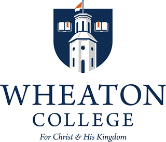 WHEATON
COLLEGE
For Christ & His Kingdom